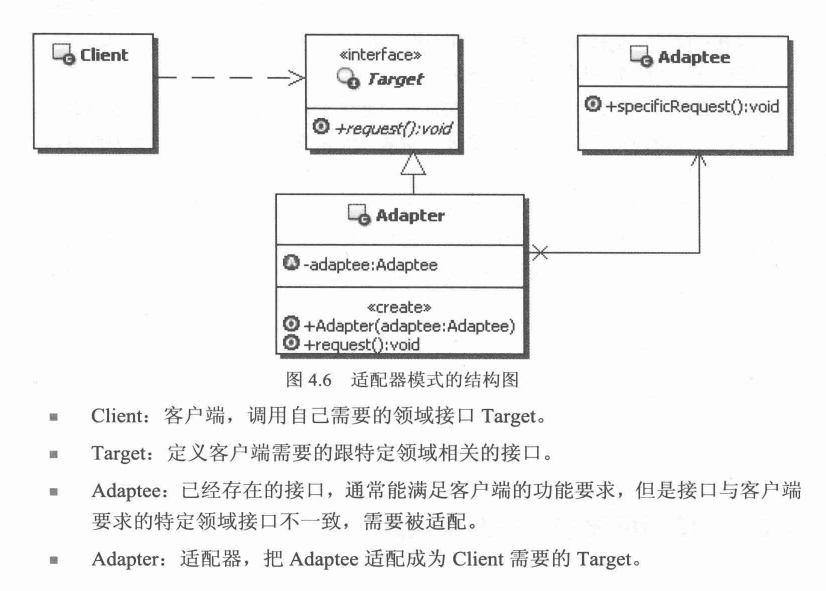 Client
«interface»
Target
+request():void
Adaptee
+specificRequest():void
Adapter
-adaptee:Adaptee
«create»
+Adapter(adaptee:Adaptee)
+request():void
图 4.6 适配器模式的结构图
■ Client：客户端，调用自己需要的领域接口 Target。
■ Target：定义客户端需要的跟特定领域相关的接口。
■ Adaptee：已经存在的接口，通常能满足客户端的功能要求，但是接口与客户端
要求的特定领域接口不一致，需要被适配。
■ Adapter：适配器，把 Adaptee 适配成为 Client 需要的 Target。